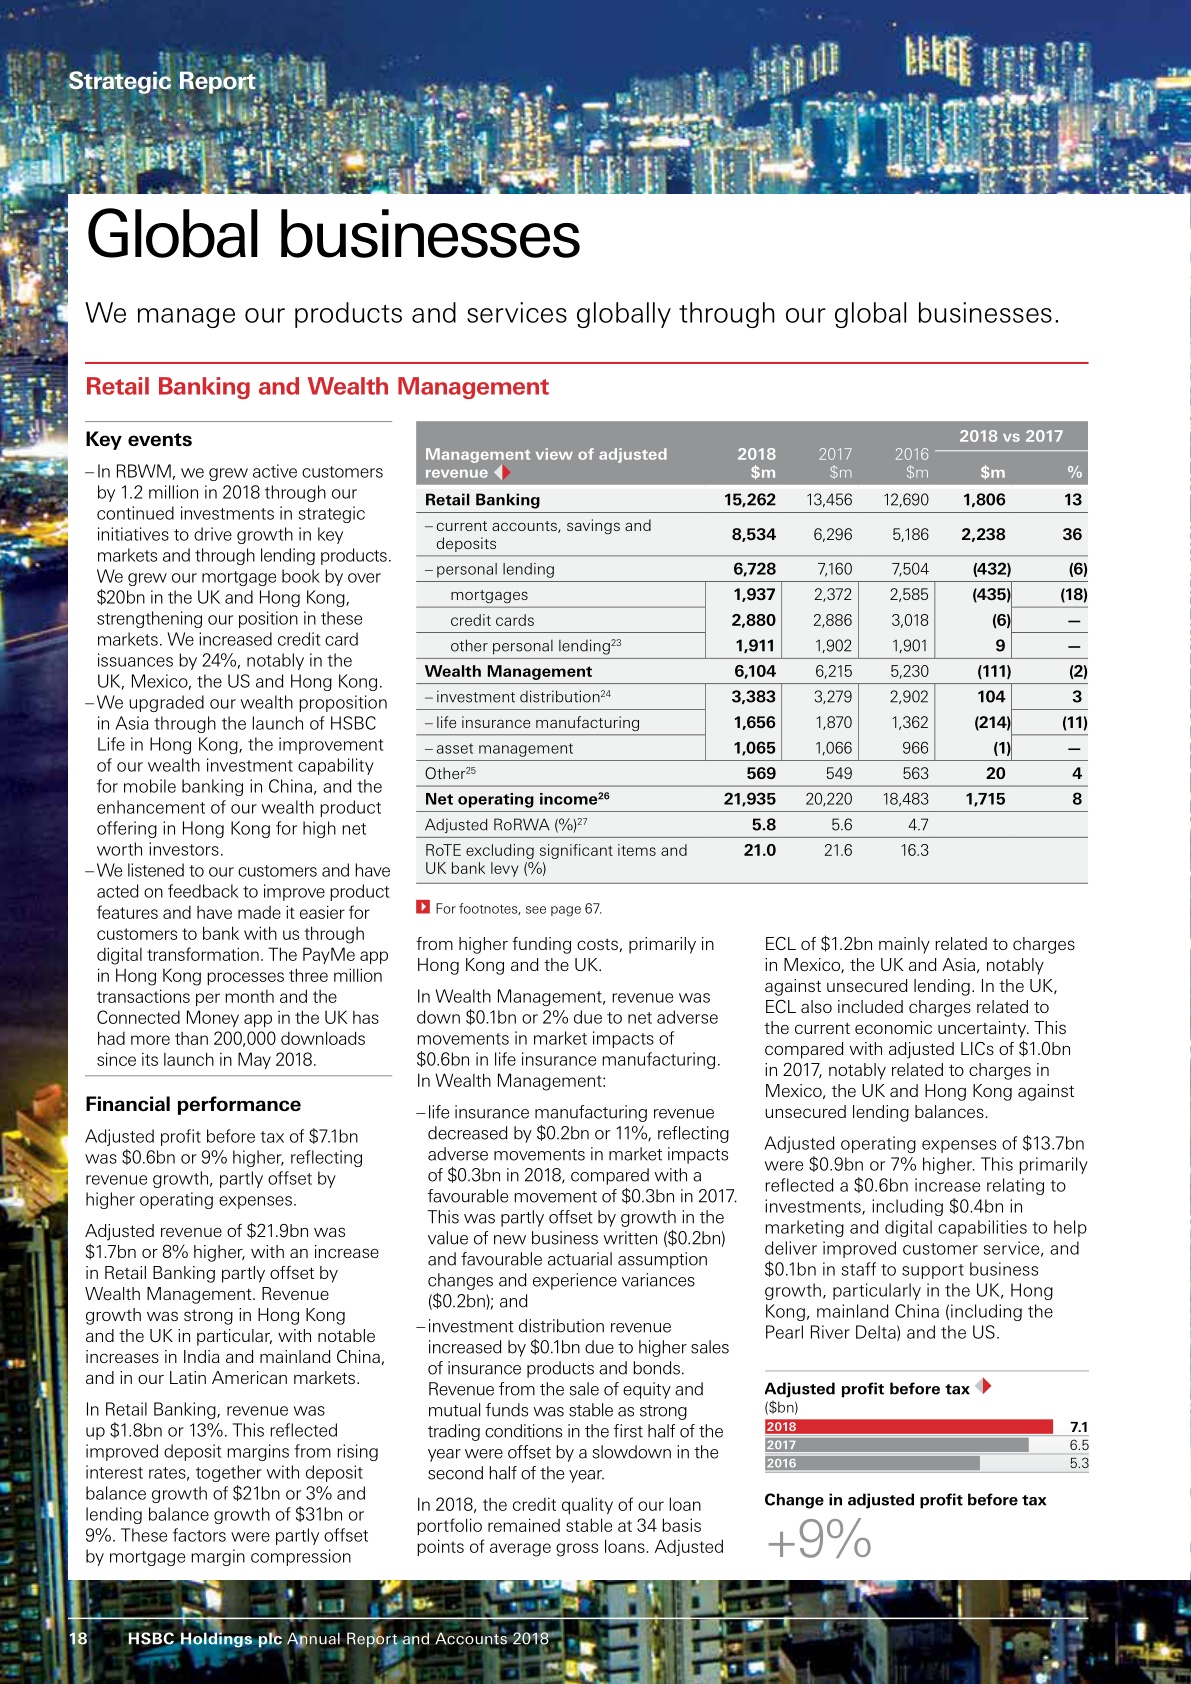 Strategic Report
Global businesses
We manage our products and services globally through our global businesses.
Retail Banking and Wealth Management
Key events
– In RBWM, we grew active customers
by 1.2 million in 2018 through our
continued investments in strategic
initiatives to drive growth in key
markets and through lending products.
We grew our mortgage book by over
$20bn in the UK and Hong Kong,
strengthening our position in these
markets. We increased credit card
issuances by 24%, notably in the
UK, Mexico, the US and Hong Kong.
– We upgraded our wealth proposition
in Asia through the launch of HSBC
Life in Hong Kong, the improvement
of our wealth investment capability
for mobile banking in China, and the
enhancement of our wealth product
offering in Hong Kong for high net
worth investors.
– We listened to our customers and have
acted on feedback to improve product
features and have made it easier for
customers to bank with us through
digital transformation. The PayMe app
in Hong Kong processes three million
transactions per month and the
Connected Money app in the UK has
had more than 200,000 downloads
since its launch in May 2018.
Financial performance
Adjusted profit before tax of $7.1bn
was $0.6bn or 9% higher, reflecting
revenue growth, partly offset by
higher operating expenses.
Adjusted revenue of $21.9bn was
$1.7bn or 8% higher, with an increase
in Retail Banking partly offset by
Wealth Management. Revenue
growth was strong in Hong Kong
and the UK in particular, with notable
increases in India and mainland China,
and in our Latin American markets.
In Retail Banking, revenue was
up $1.8bn or 13%. This reflected
improved deposit margins from rising
interest rates, together with deposit
balance growth of $21bn or 3% and
lending balance growth of $31bn or
9%. These factors were partly offset
by mortgage margin compression
2018 vs 2017
Management view of adjusted 2018 2017 2016
revenue $m $m $m $m %
Retail Banking 15,262 13,456 12,690 1,806 13
– current accounts, savings and
deposits 8,534 6,296 5,186 2,238 36
– personal lending 6,728 7,160 7,504 (432) (6)
mortgages 1,937 2,372 2,585 (435) (18)
credit cards 2,880 2,886 3,018 (6) —
other personal lending23 1,911 1,902 1,901 9 —
Wealth Management 6,104 6,215 5,230 (111) (2)
– investment distribution24 3,383 3,279 2,902 104 3
– life insurance manufacturing 1,656 1,870 1,362 (214) (11)
– asset management 1,065 1,066 966 (1) —
Other25 569 549 563 20 4
Net operating income26 21,935 20,220 18,483 1,715 8
Adjusted RoRWA (%)27 5.8 5.6 4.7
RoTE excluding significant items and 21.0 21.6 16.3
UK bank levy (%)
For footnotes, see page 67.
from higher funding costs, primarily in
Hong Kong and the UK.
In Wealth Management, revenue was
down $0.1bn or 2% due to net adverse
movements in market impacts of
$0.6bn in life insurance manufacturing.
In Wealth Management:
– life insurance manufacturing revenue
decreased by $0.2bn or 11%, reflecting
adverse movements in market impacts
of $0.3bn in 2018, compared with a
favourable movement of $0.3bn in 2017.
This was partly offset by growth in the
value of new business written ($0.2bn)
and favourable actuarial assumption
changes and experience variances
($0.2bn); and
– investment distribution revenue
increased by $0.1bn due to higher sales
of insurance products and bonds.
Revenue from the sale of equity and
mutual funds was stable as strong
trading conditions in the first half of the
year were offset by a slowdown in the
second half of the year.
In 2018, the credit quality of our loan
portfolio remained stable at 34 basis
points of average gross loans. Adjusted
ECL of $1.2bn mainly related to charges
in Mexico, the UK and Asia, notably
against unsecured lending. In the UK,
ECL also included charges related to
the current economic uncertainty. This
compared with adjusted LICs of $1.0bn
in 2017, notably related to charges in
Mexico, the UK and Hong Kong against
unsecured lending balances.
Adjusted operating expenses of $13.7bn
were $0.9bn or 7% higher. This primarily
reflected a $0.6bn increase relating to
investments, including $0.4bn in
marketing and digital capabilities to help
deliver improved customer service, and
$0.1bn in staff to support business
growth, particularly in the UK, Hong
Kong, mainland China (including the
Pearl River Delta) and the US.
Adjusted profit before tax
($bn)
2018 7.1
2017 6.5
2016 5.3
Change in adjusted profit before tax
+9%
18 HSBC Holdings plc Annual Report and Accounts 2018